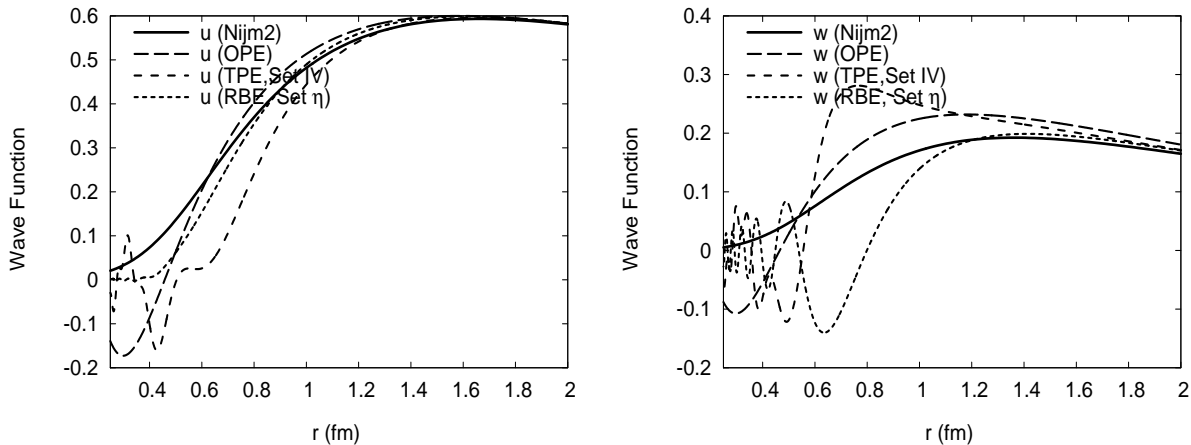 0.6
0.5
0.4
0.3
0.2
0.1
0
-0.1
-0.2
Wave Function
u (Nijm2)
u (OPE)
u (TPE,Set IV)
u (RBE, Set η)
0.4 0.6 0.8 1 1.2 1.4 1.6 1.8 2
r (fm)
0.4
0.3
0.2
0.1
0
-0.1
-0.2
Wave Function
w (Nijm2)
w (OPE)
w (TPE,Set IV)
w (RBE, Set η)
0.4 0.6 0.8 1 1.2 1.4 1.6 1.8 2
r (fm)